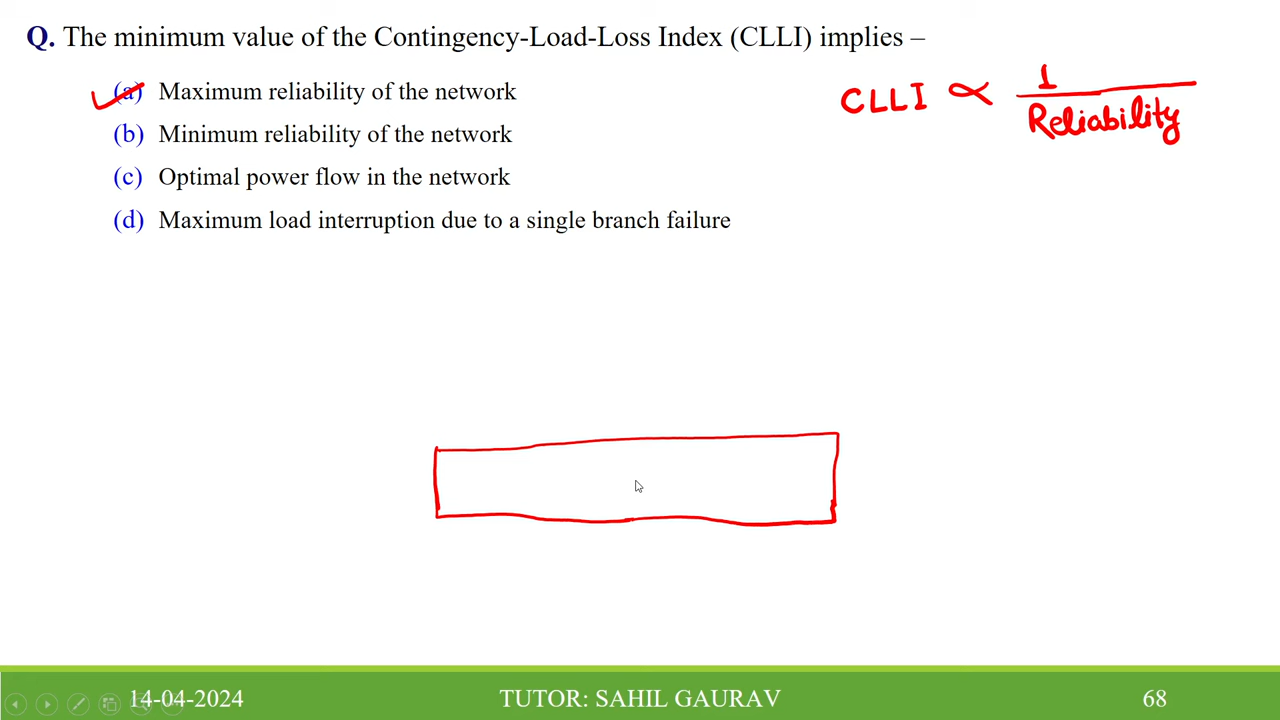 Q. The minimum value of the Contingency-Load-Loss Index (CLLI) implies –
(a) Maximum reliability of the network
(b) Minimum reliability of the network
(c) Optimal power flow in the network
(d) Maximum load interruption due to a single branch failure
CLLI ∝ 1
Reliability
14-04-2024 TUTOR: SAHIL GAURAV 68